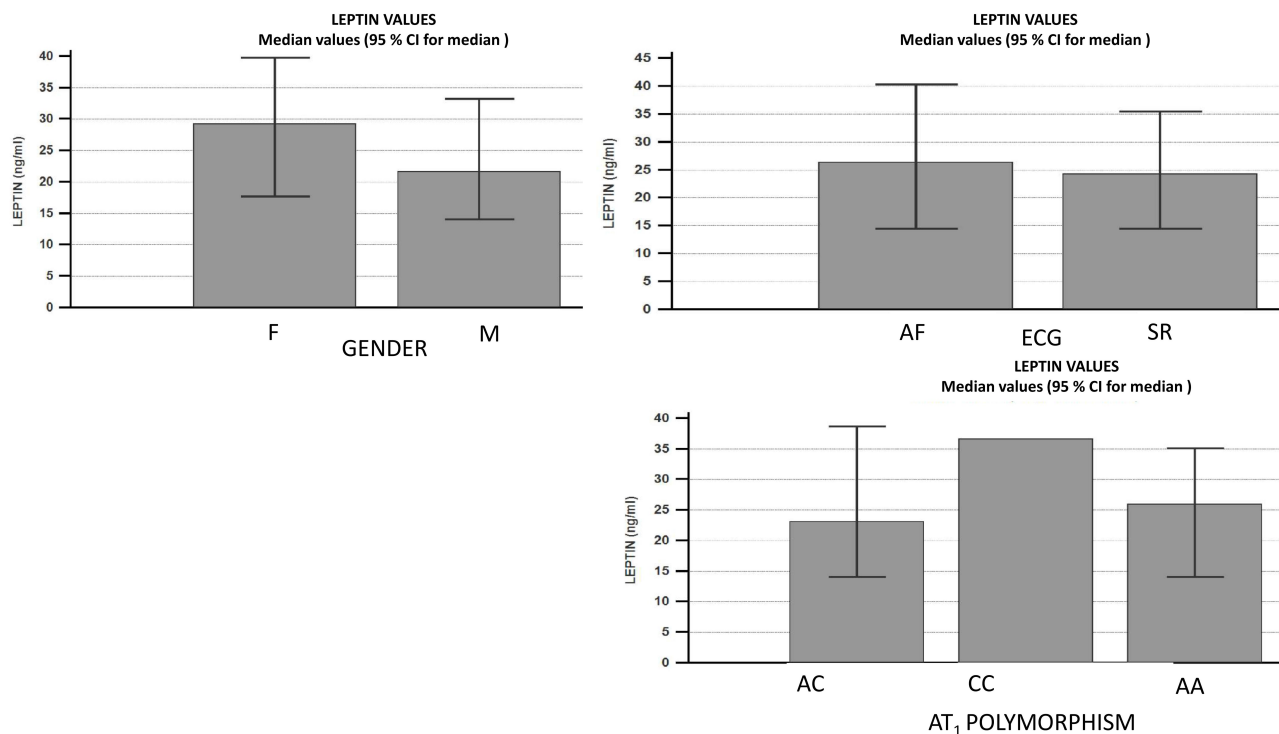 LEPTIN VALUES
Median values (95 % CI for median )
40
35
30
25
20
15
10
5
0
LEPTIN (ng/ml)
F
M
GENDER
LEPTIN VALUES
Median values (95 % CI for median )
45
40
35
30
25
20
15
10
5
0
LEPTIN (ng/ml)
AF
SR
ECG
LEPTIN VALUES
Median values (95 % CI for median )
40
35
30
25
20
15
10
5
0
LEPTIN (ng/ml)
AC
CC
AA
AT₁ POLYMORPHISM